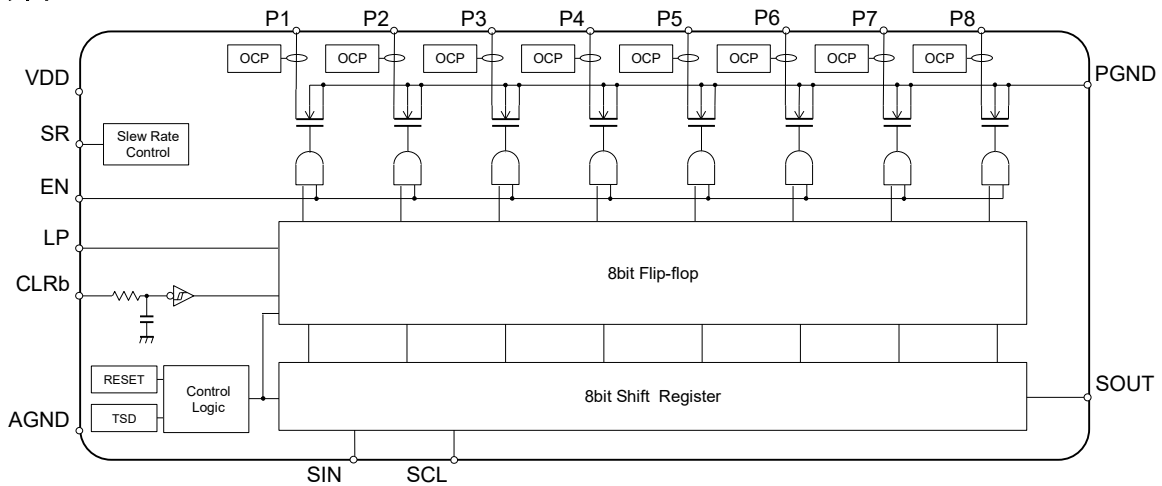 P1 P2 P3 P4 P5 P6 P7 P8
OCP OCP OCP OCP OCP OCP OCP OCP
VDD
PGND
SR
Slew Rate
Control
EN
LP
8bit Flip-flop
CLRb
RESET
Control
Logic
8bit Shift Register
SOUT
TSD
AGND
SIN SCL